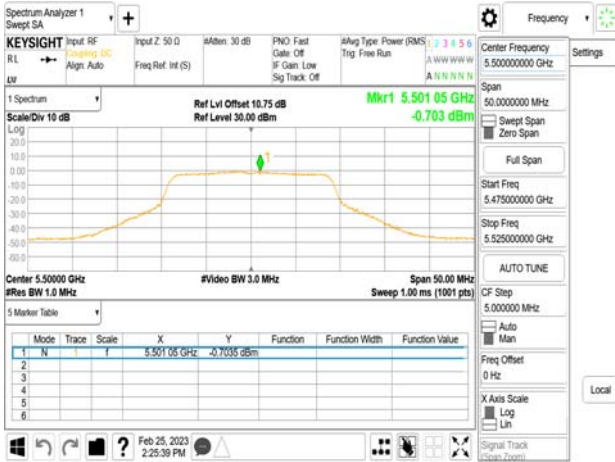 Spectrum Analyzer 1
Swept SA
Frequency
Settings
KEYSIGHT
Input: RF
Coupling: DC
Align: Auto
Input Z: 50 Ω
Freq Ref: Int (S)
#Atten: 30 dB
PNO: Fast
Gate: Off
IF Gain: Low
Sig Track: Off
#Avg Type: Power (RMS
Trig: Free Run
1 2 3 4 5 6
A W W W W W
A N N N N N
RL
1 Spectrum
Scale/Div 10 dB
Log
Ref Lvl Offset 10.75 dB
Ref Level 30.00 dBm
Mkr1 5.501 05 GHz
-0.703 dBm
20.0
10.0
0.00
-10.0
-20.0
-30.0
-40.0
-50.0
-60.0
1
Center 5.50000 GHz
#Res BW 1.0 MHz
#Video BW 3.0 MHz
Span 50.00 MHz
Sweep 1.00 ms (1001 pts)
5 Marker Table
Mode Trace Scale X Y Function Function Width Function Value
1 N 1 f 5.501 05 GHz -0.7035 dBm
2
3
4
5
6
Feb 25, 2023
2:25:39 PM
?
Center Frequency
5.500000000 GHz
Span
50.0000000 MHz
Swept Span
Zero Span
Full Span
Start Freq
5.475000000 GHz
Stop Freq
5.525000000 GHz
AUTO TUNE
CF Step
5.000000 MHz
Auto
Man
Freq Offset
0 Hz
X Axis Scale
Log
Lin
Signal Track
(Span Zoom)
Local